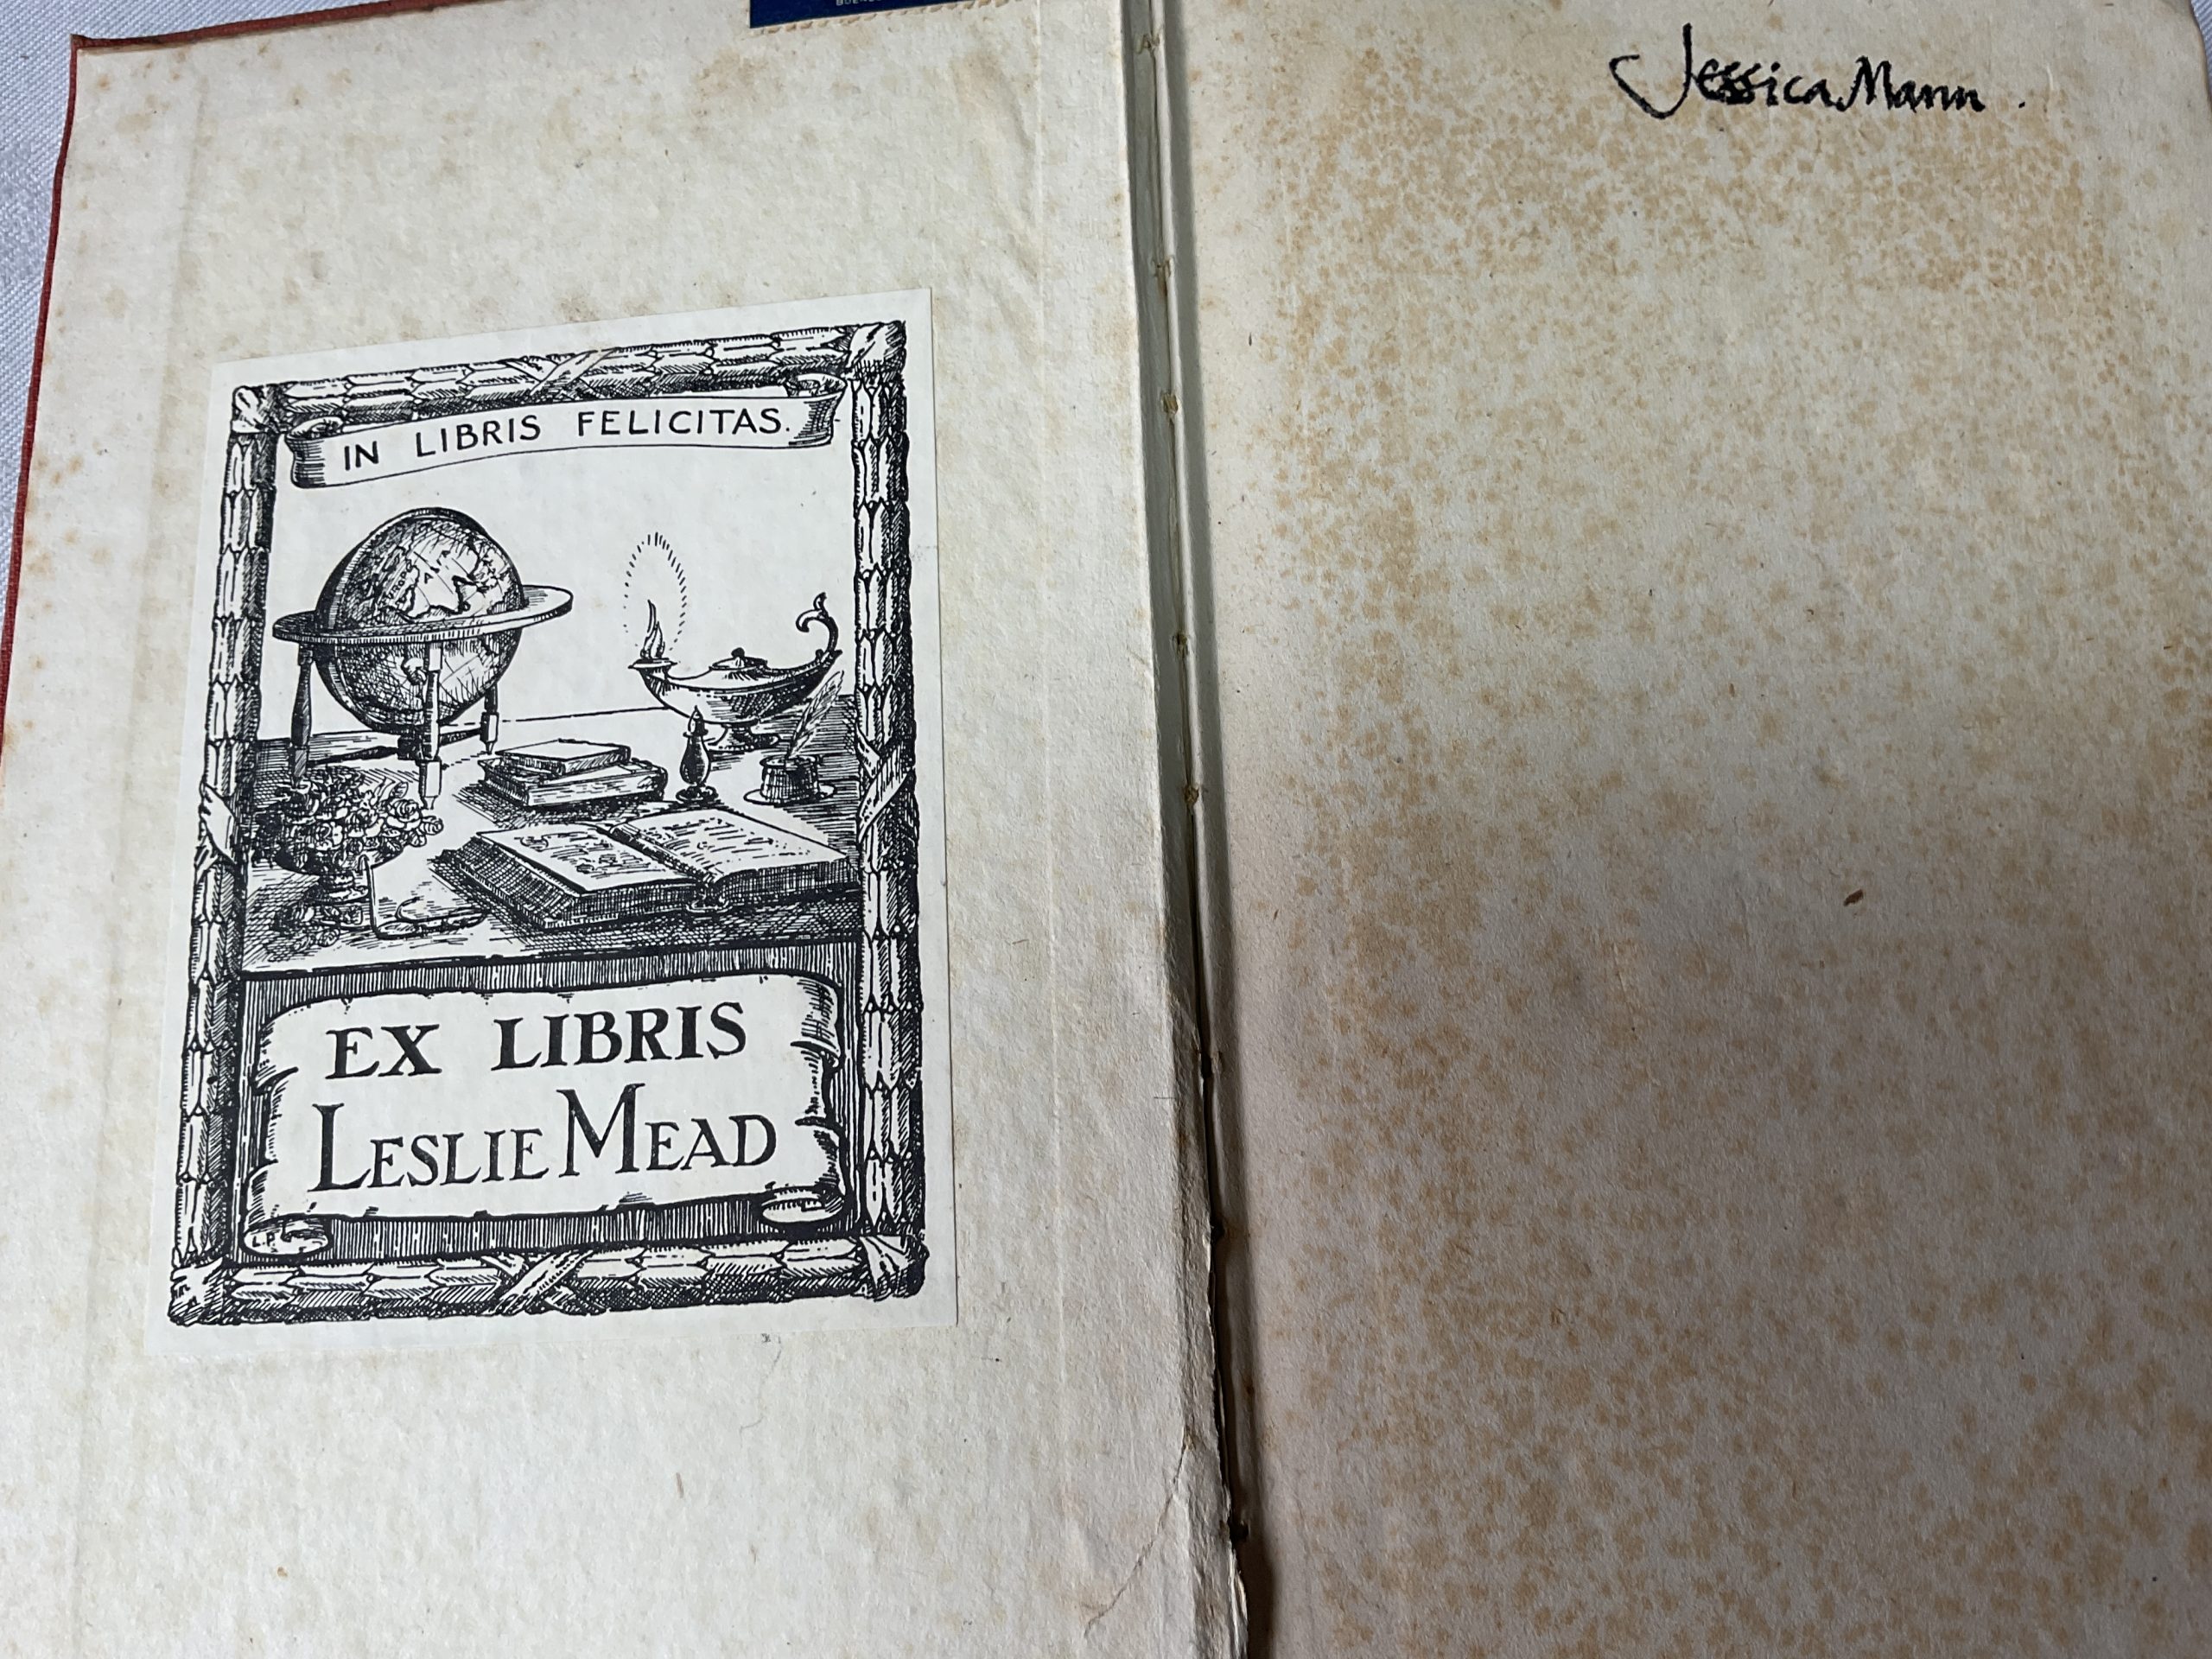 Jessica Mann.
IN LIBRIS FELICITAS.
EX LIBRIS
LESLIE MEAD